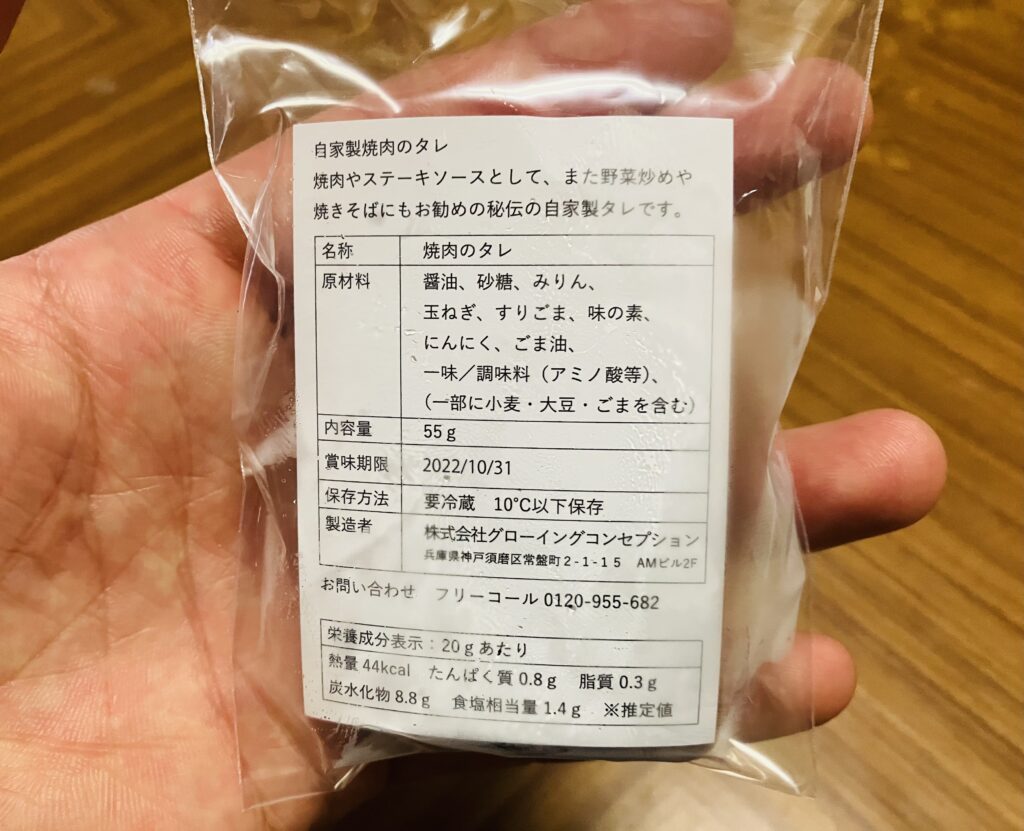 自家製焼肉のタレ
焼肉やステーキソースとして、また野菜炒めや
焼きそばにもお勧めの秘伝の自家製タレです。
名称 焼肉のタレ
原材料 醤油、砂糖、みりん、
玉ねぎ、すりごま、味の素、
にんにく、ごま油、
一味／調味料（アミノ酸等）、
（一部に小麦・大豆・ごまを含む）
内容量 55g
賞味期限 2022/10/31
保存方法 要冷蔵 10℃以下保存
製造者 株式会社グローイングコンセプション
兵庫県神戸須磨区常盤町2-1-15 AMビル2F
お問い合わせ フリーコール 0120-955-682
栄養成分表示：20gあたり
熱量 44kcal たんぱく質 0.8g 脂質 0.3g
炭水化物 8.8g 食塩相当量 1.4g ※推定値